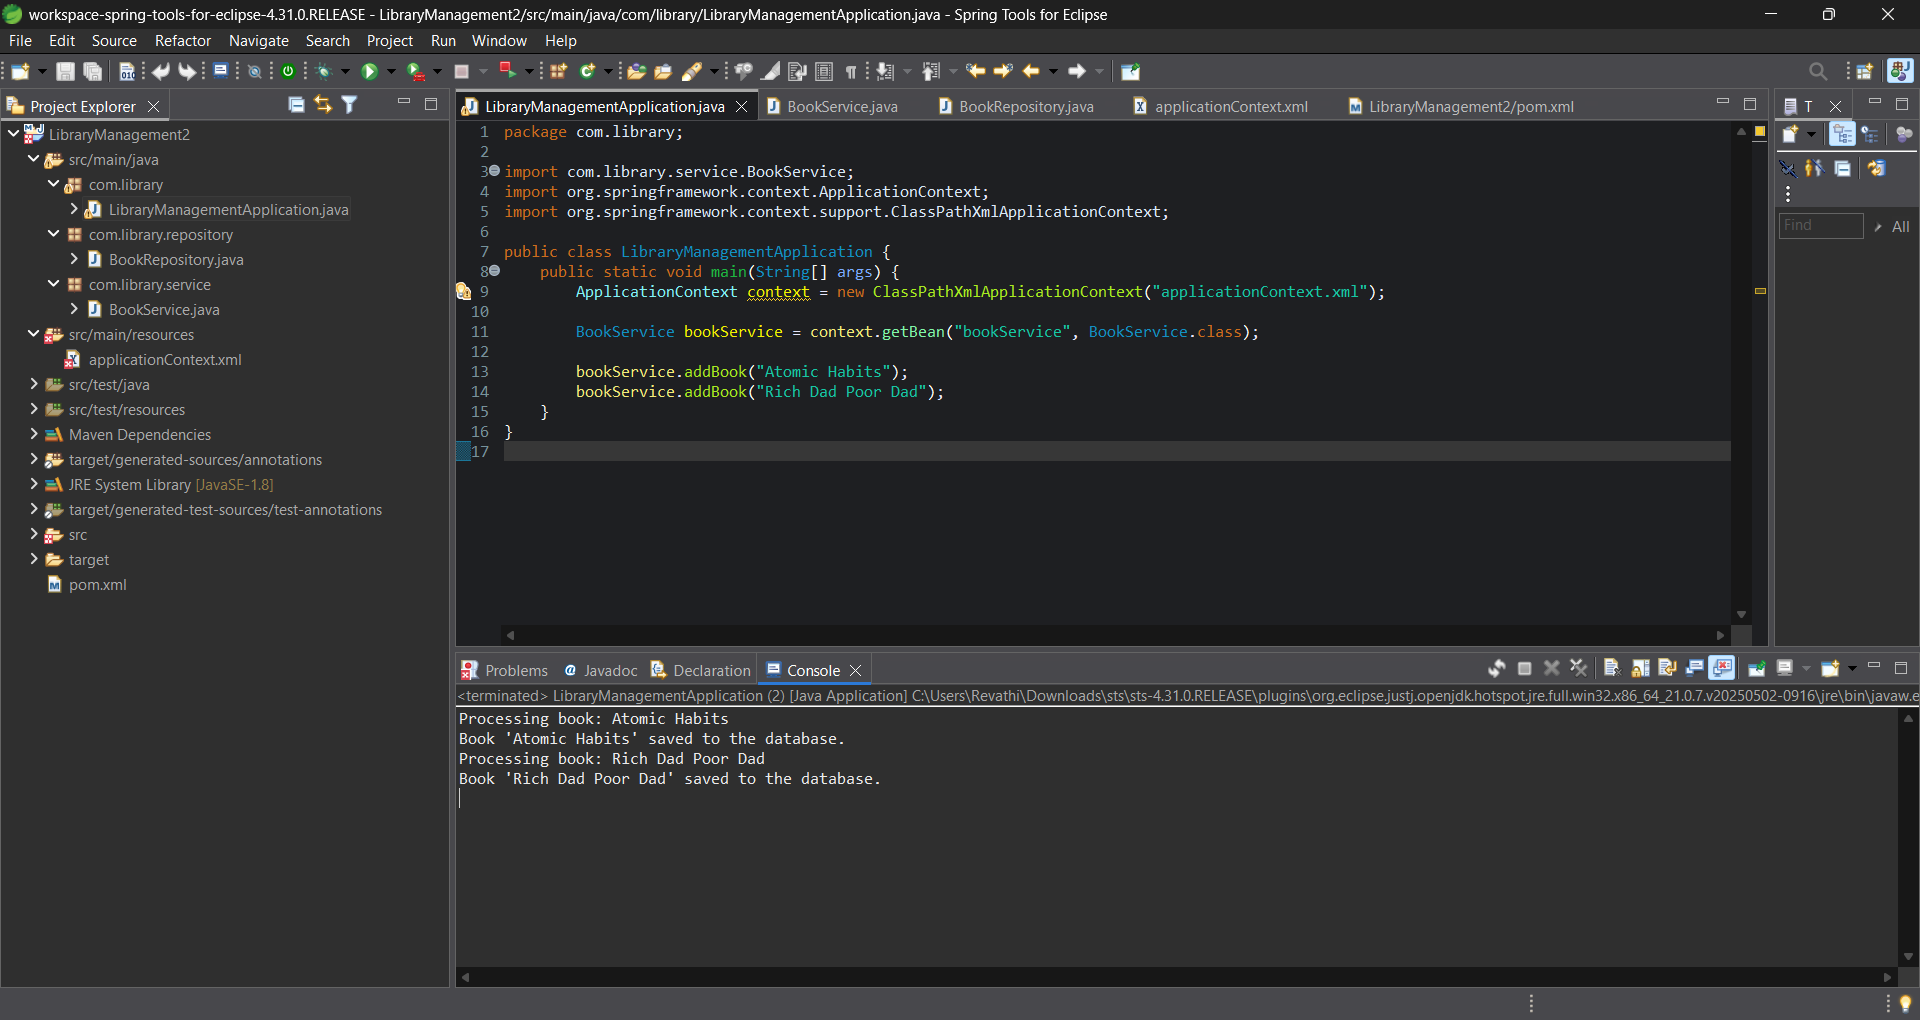 workspace-spring-tools-for-eclipse-4.31.0.RELEASE - LibraryManagement2/src/main/java/com/library/LibraryManagementApplication.java - Spring Tools for Eclipse
File Edit Source Refactor Navigate Search Project Run Window Help
Project Explorer
LibraryManagement2
src/main/java
com.library
LibraryManagementApplication.java
com.library.repository
BookRepository.java
com.library.service
BookService.java
src/main/resources
applicationContext.xml
src/test/java
src/test/resources
Maven Dependencies
target/generated-sources/annotations
JRE System Library [JavaSE-1.8]
target/generated-test-sources/test-annotations
src
target
pom.xml
LibraryManagementApplication.java BookService.java BookRepository.java applicationContext.xml LibraryManagement2/pom.xml
1 package com.library;
2
3 import com.library.service.BookService;
4 import org.springframework.context.ApplicationContext;
5 import org.springframework.context.support.ClassPathXmlApplicationContext;
6
7 public class LibraryManagementApplication {
8 public static void main(String[] args) {
9 ApplicationContext context = new ClassPathXmlApplicationContext("applicationContext.xml");
10
11 BookService bookService = context.getBean("bookService", BookService.class);
12
13 bookService.addBook("Atomic Habits");
14 bookService.addBook("Rich Dad Poor Dad");
15 }
16 }
17
T
Find All
Problems Javadoc Declaration Console
<terminated> LibraryManagementApplication (2) [Java Application] C:\Users\Revathi\Downloads\sts\sts-4.31.0.RELEASE\plugins\org.eclipse.justj.openjdk.hotspot.jre.full.win32.x86_64_21.0.7.v20250502-0916\jre\bin\javaw.e
Processing book: Atomic Habits
Book 'Atomic Habits' saved to the database.
Processing book: Rich Dad Poor Dad
Book 'Rich Dad Poor Dad' saved to the database.